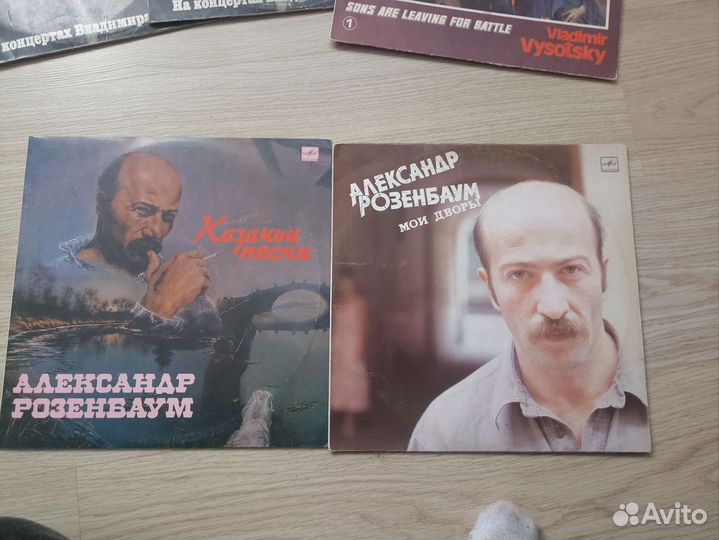 концертах Владимира
На концертах
SONS ARE LEAVING FOR BATTLE
1
Vladimir
Vysotsky
Казачьи
песни
АЛЕКСАНДР
РОЗЕНБАУМ
АЛЕКСАНДР
РОЗЕНБАУМ
МОИ ДВОРЫ
Avito